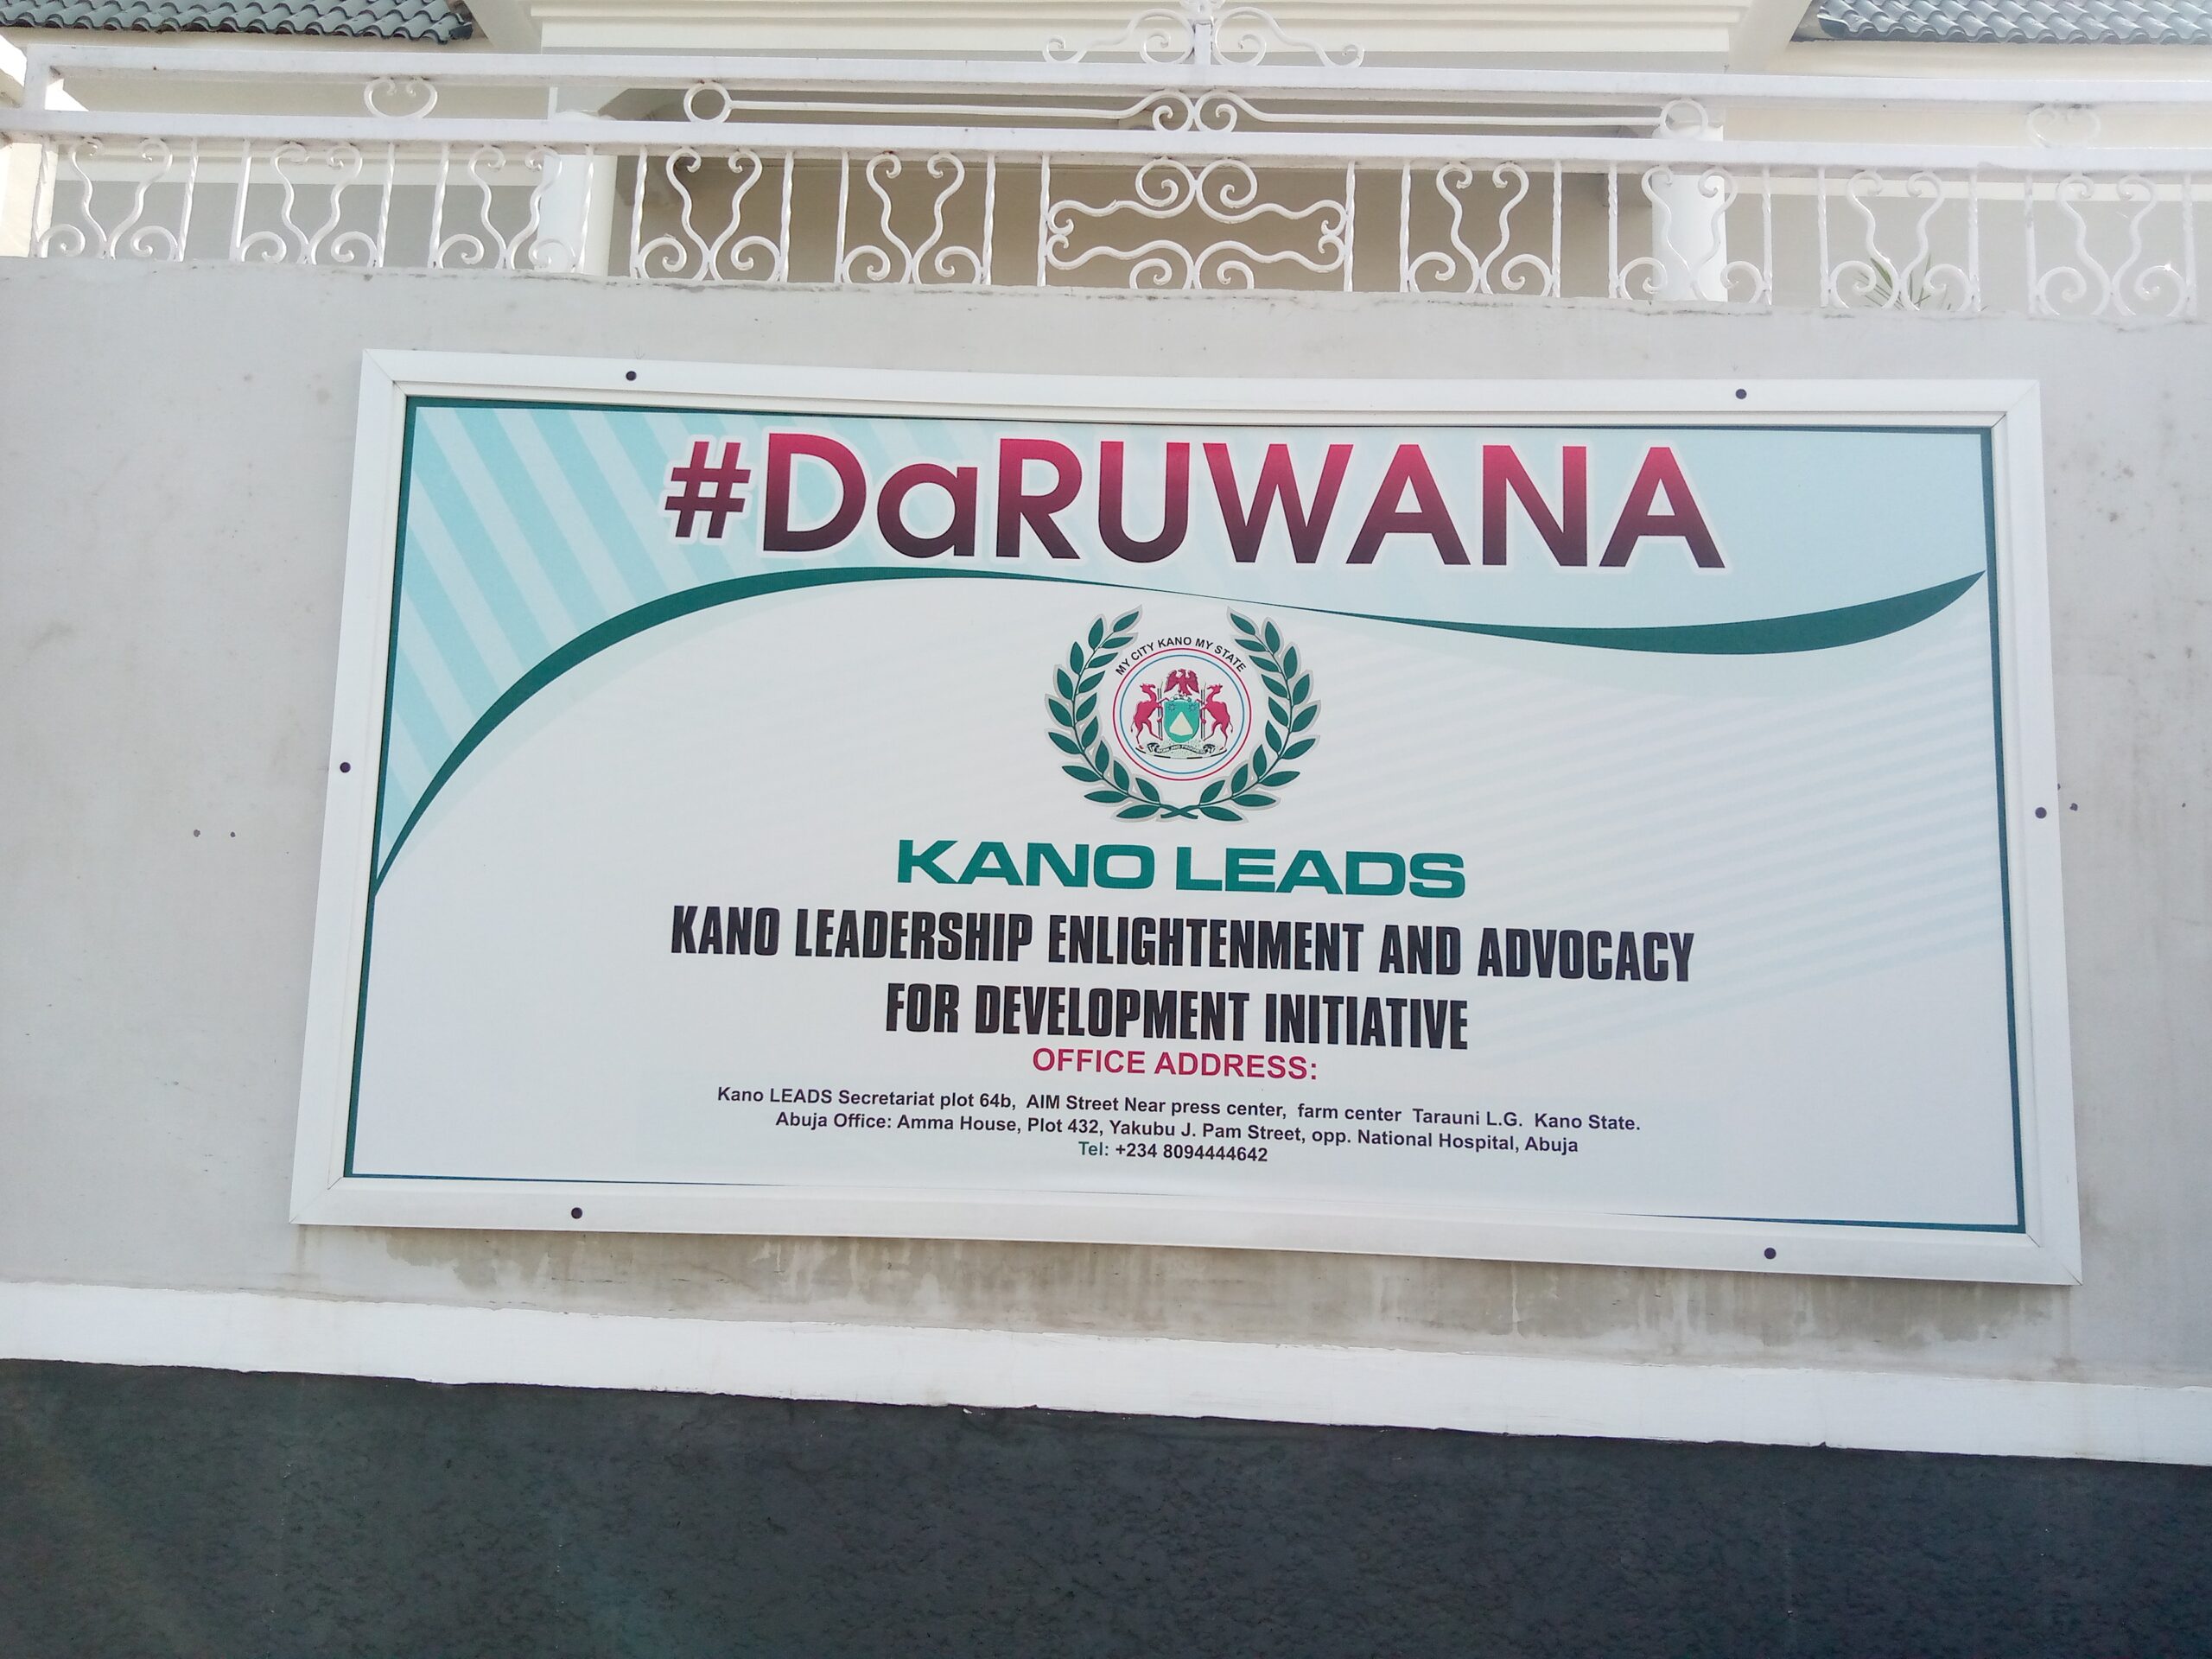 #DaRUWANA
MY CITY KANO MY STATE
KANO LEADS
KANO LEADERSHIP ENLIGHTENMENT AND ADVOCACY
FOR DEVELOPMENT INITIATIVE
OFFICE ADDRESS:
Kano LEADS Secretariat plot 64b, AIM Street Near press center, farm center Tarauni L.G. Kano State.
Abuja Office: Amma House, Plot 432, Yakubu J. Pam Street, opp. National Hospital, Abuja
Tel: +234 8094444642